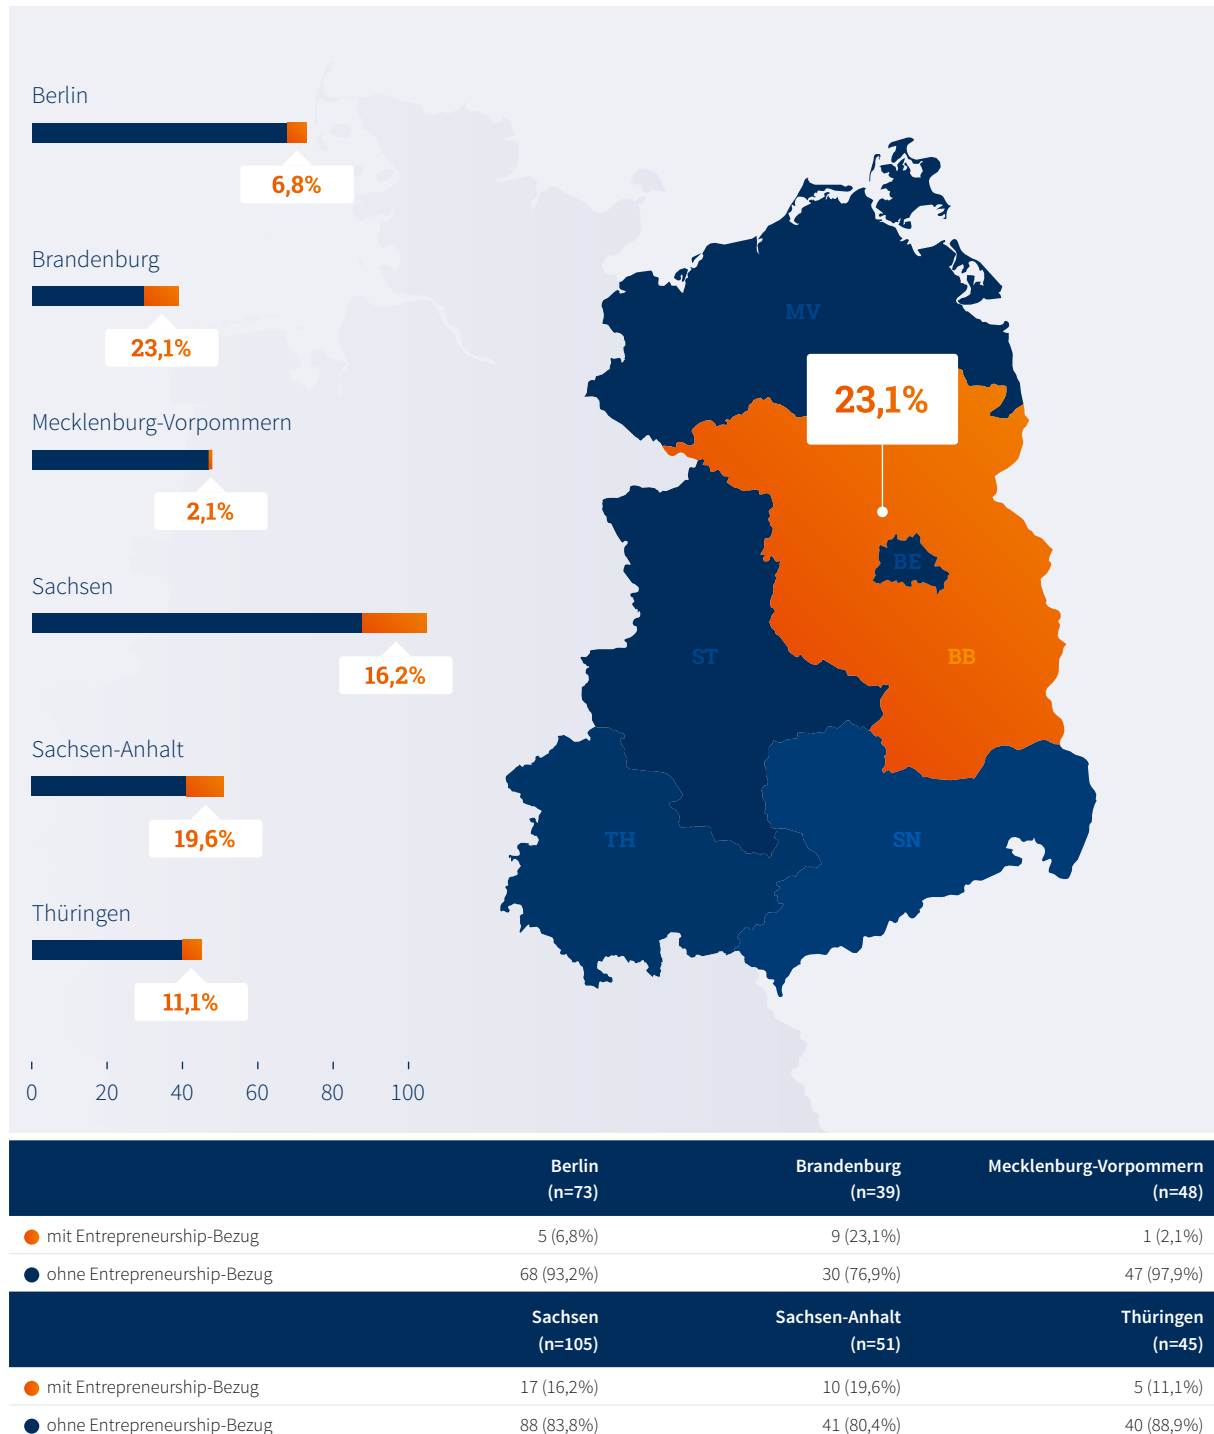 Berlin
6,8%
Brandenburg
23,1%
Mecklenburg-Vorpommern
2,1%
Sachsen
16,2%
Sachsen-Anhalt
19,6%
Thüringen
11,1%
0 20 40 60 80 100
MV
23,1%
BE
ST
BB
TH
SN
Berlin Brandenburg Mecklenburg-Vorpommern
(n=73) (n=39) (n=48)
mit Entrepreneurship-Bezug 5 (6,8%) 9 (23,1%) 1 (2,1%)
ohne Entrepreneurship-Bezug 68 (93,2%) 30 (76,9%) 47 (97,9%)
Sachsen Sachsen-Anhalt Thüringen
(n=105) (n=51) (n=45)
mit Entrepreneurship-Bezug 17 (16,2%) 10 (19,6%) 5 (11,1%)
ohne Entrepreneurship-Bezug 88 (83,8%) 41 (80,4%) 40 (88,9%)